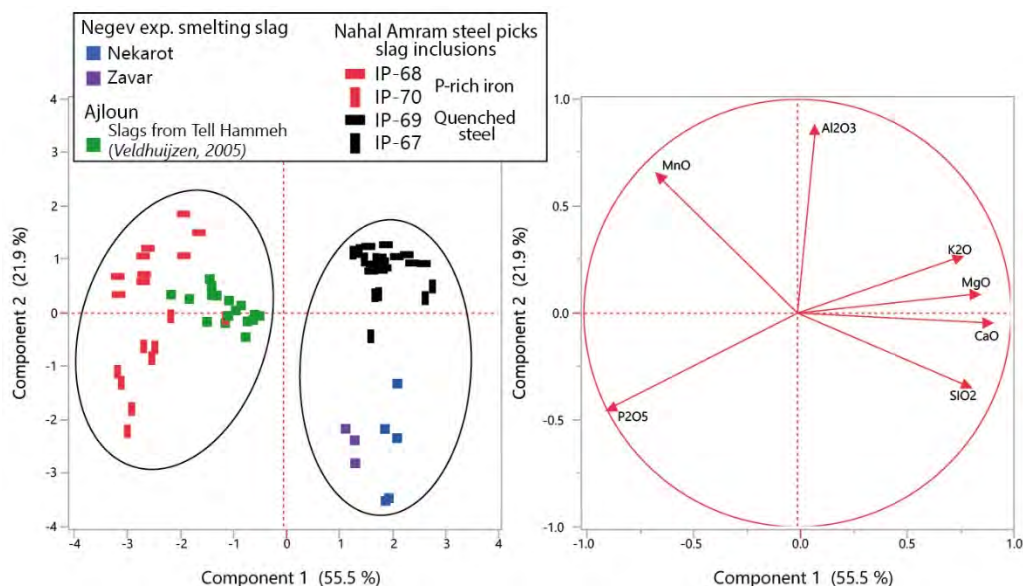 Negev exp. smelting slag
Nekarot
Zavar
Ajloun
Slags from Tell Hammeh
(Veldhuijzen, 2005)
Nahal Amram steel picks
slag inclusions
IP-68
IP-70
P-rich iron
IP-69
IP-67
Quenched
steel
4
3
2
1
0
-1
-2
-3
-4
Component 2 (21.9 %)
-4
-3
-2
-1
0
1
2
3
4
Component 1 (55.5 %)
1.0
0.5
0.0
-0.5
-1.0
Component 2 (21.9 %)
Al2O3
MnO
K2O
MgO
CaO
SIO2
P2O5
-1.0
-0.5
0.0
0.5
1.0
Component 1 (55.5 %)